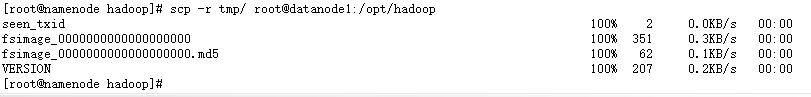 [root@namenode hadoop]# scp -r tmp/ root@datanode1:/opt/hadoop
seen_txid 100% 2 0.0KB/s 00:00
fsimage_0000000000000000000 100% 351 0.3KB/s 00:00
fsimage_0000000000000000000.md5 100% 62 0.1KB/s 00:00
VERSION 100% 207 0.2KB/s 00:00
[root@namenode hadoop]#